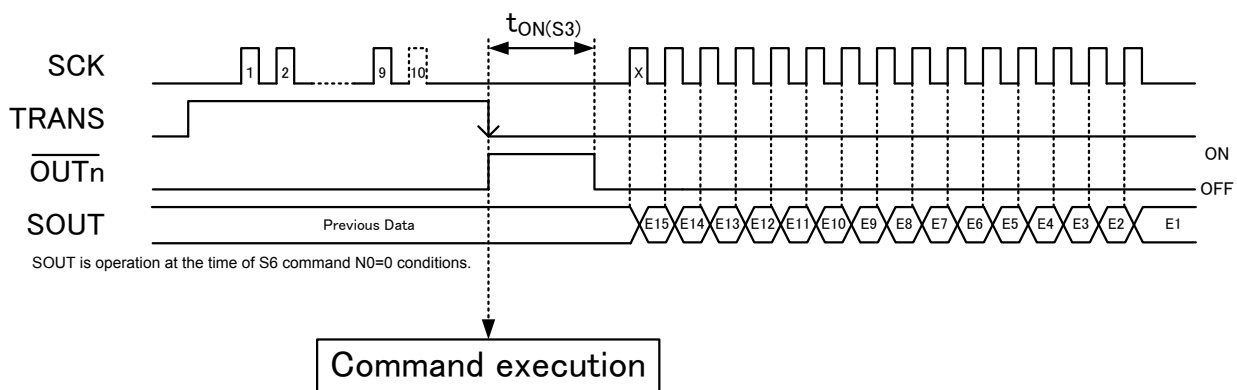 tON(S3)
SCK 1 2 9 10 X
TRANS
OUTn ON
OFF
SOUT Previous Data E15 E14 E13 E12 E11 E10 E9 E8 E7 E6 E5 E4 E3 E2 E1
SOUT is operation at the time of S6 command N0=0 conditions.
Command execution